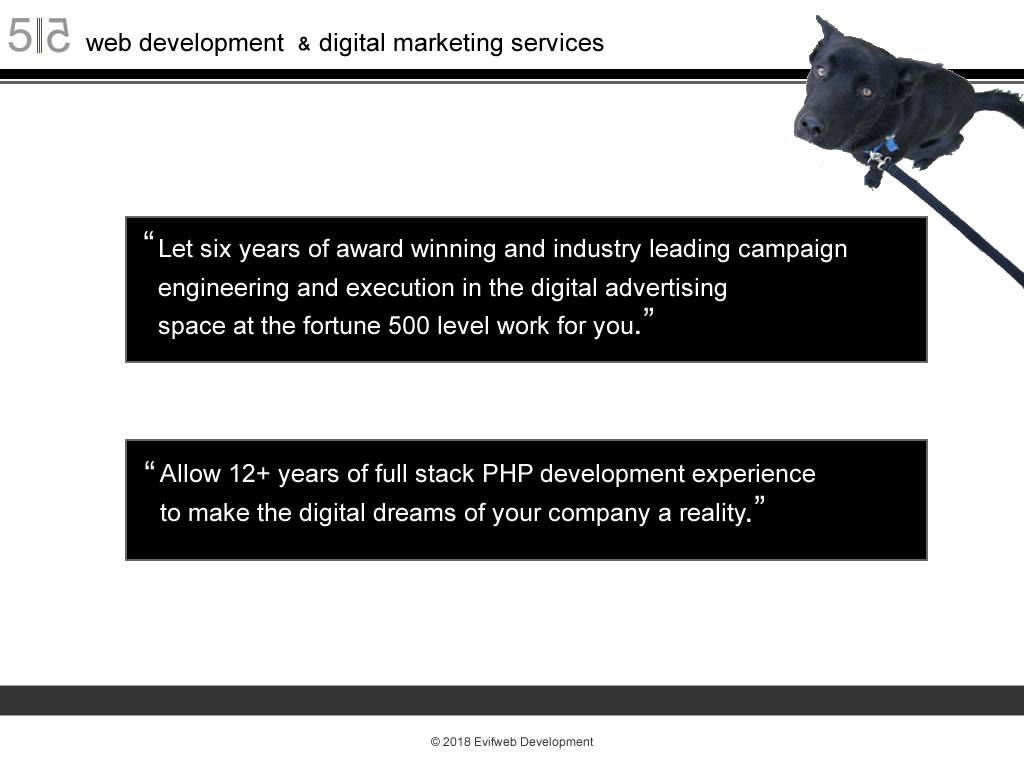 5 5
web development & digital marketing services
“Let six years of award winning and industry leading campaign
engineering and execution in the digital advertising
space at the fortune 500 level work for you.”
“Allow 12+ years of full stack PHP development experience
to make the digital dreams of your company a reality.”
© 2018 Evifweb Development